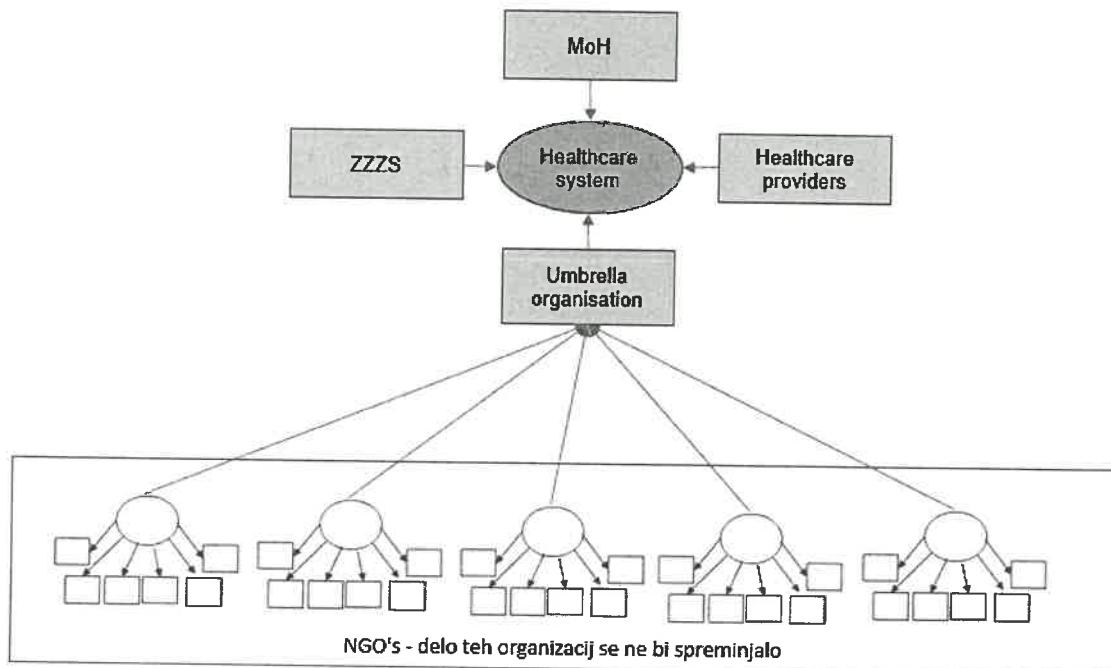 MoH
ZZZS
Healthcare
system
Healthcare
providers
Umbrella
organisation
NGO's - delo teh organizacij se ne bi spreminjalo